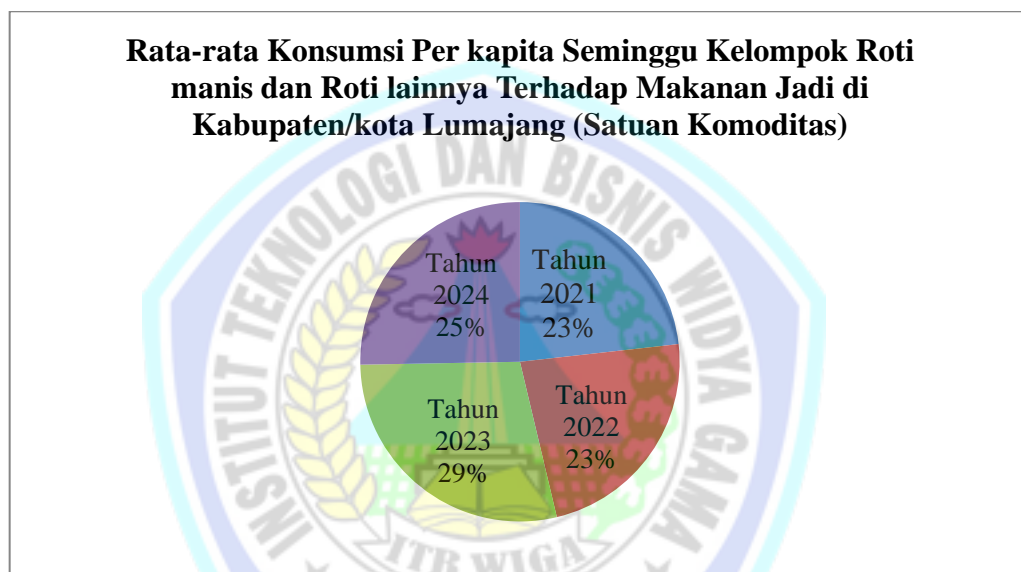 Rata-rata Konsumsi Per kapita Seminggu Kelompok Roti
manis dan Roti lainnya Terhadap Makanan Jadi di
Kabupaten/kota Lumajang (Satuan Komoditas)
INSTITUT TEKNOLOGI DAN BISNIS WIDYA GAMA
Tahun
2024
25%
Tahun
2021
23%
Tahun
2023
29%
Tahun
2022
23%
ITB WIGA